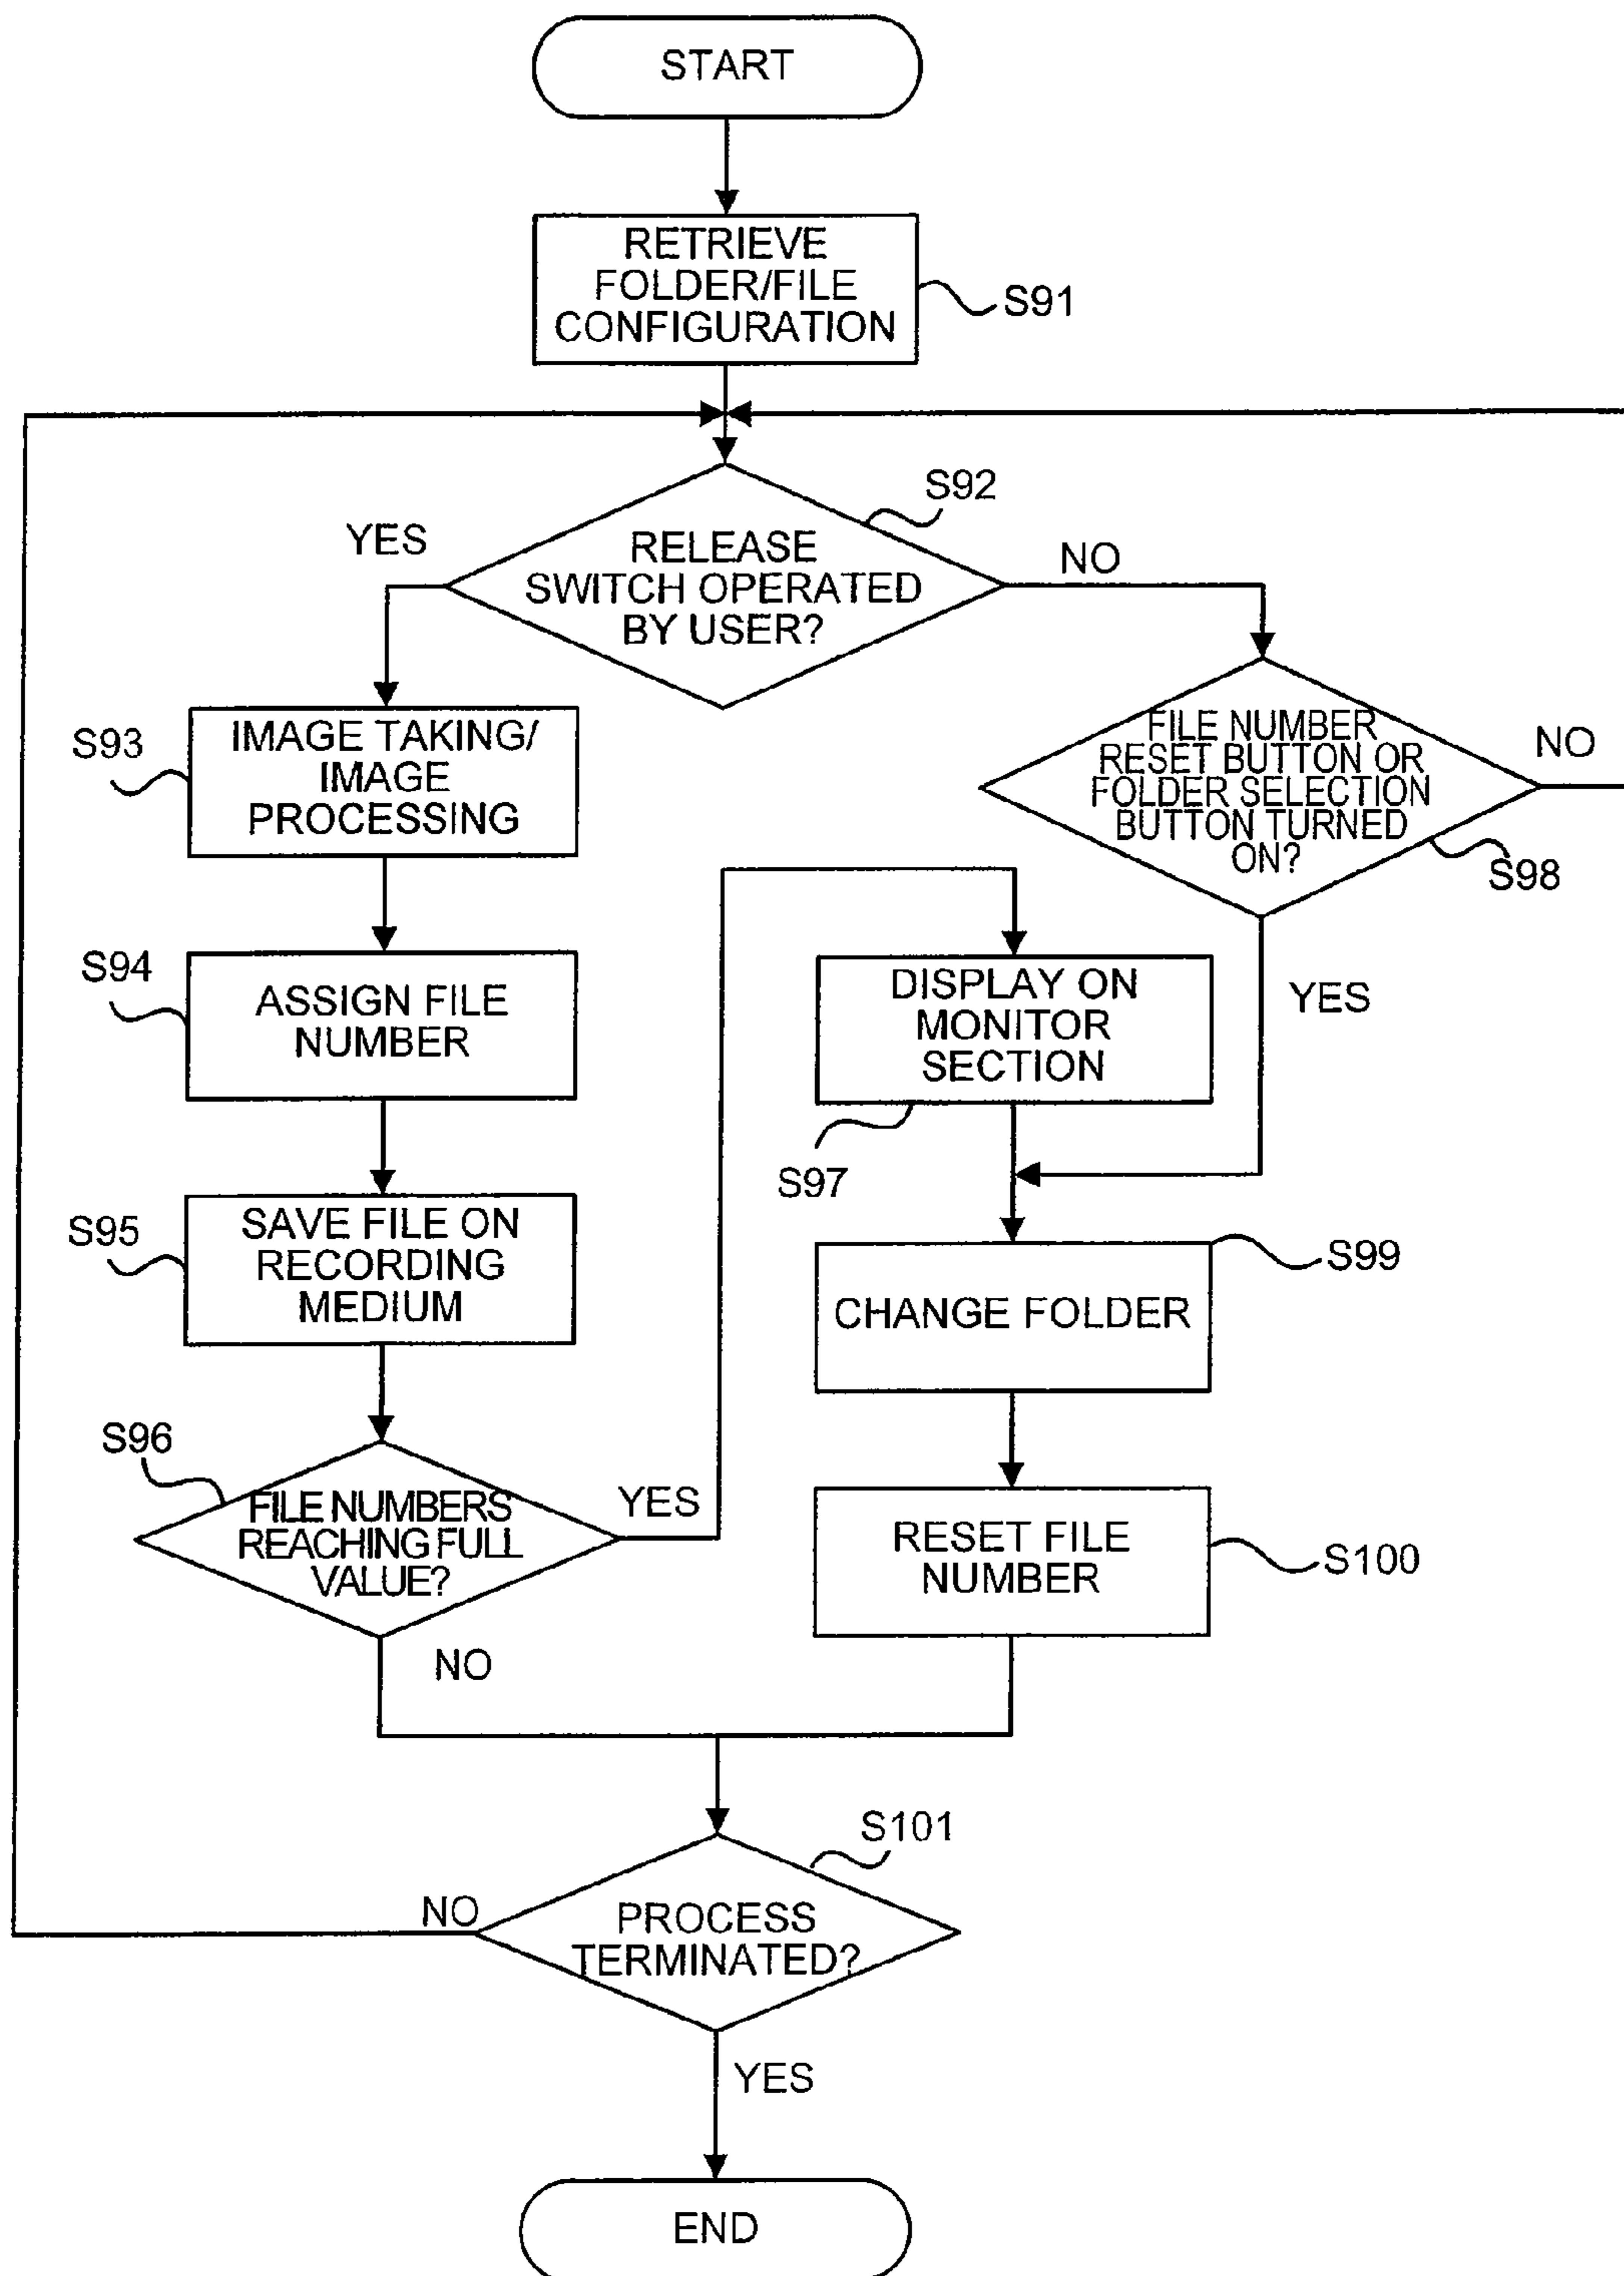 START
RETRIEVE
FOLDER/FILE
CONFIGURATION
S91
S92
YES
RELEASE
SWITCH OPERATED
BY USER?
NO
S93
IMAGE TAKING/
IMAGE
PROCESSING
FILE NUMBER
RESET BUTTON OR
FOLDER SELECTION
BUTTON TURNED
ON?
NO
S98
YES
S94
ASSIGN FILE
NUMBER
DISPLAY ON
MONITOR
SECTION
S97
S95
SAVE FILE ON
RECORDING
MEDIUM
S99
CHANGE FOLDER
S96
FILE NUMBERS
REACHING FULL
VALUE?
YES
NO
RESET FILE
NUMBER
S100
S101
NO
PROCESS
TERMINATED?
YES
END